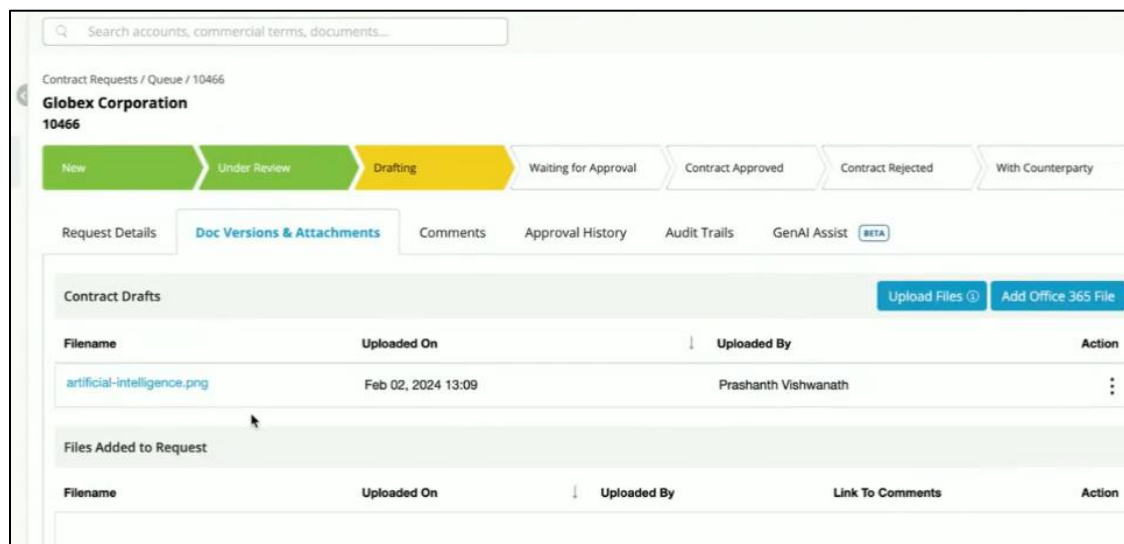 Search accounts, commercial terms, documents...
Contract Requests / Queue / 10466
Globex Corporation
10466
New Under Review Drafting Waiting for Approval Contract Approved Contract Rejected With Counterparty
Request Details Doc Versions & Attachments Comments Approval History Audit Trails GenAI Assist BETA
Contract Drafts Upload Files Add Office 365 File
Filename Uploaded On Uploaded By Action
artificial-intelligence.png Feb 02, 2024 13:09 Prashanth Vishwanath
Files Added to Request
Filename Uploaded On Uploaded By Link To Comments Action